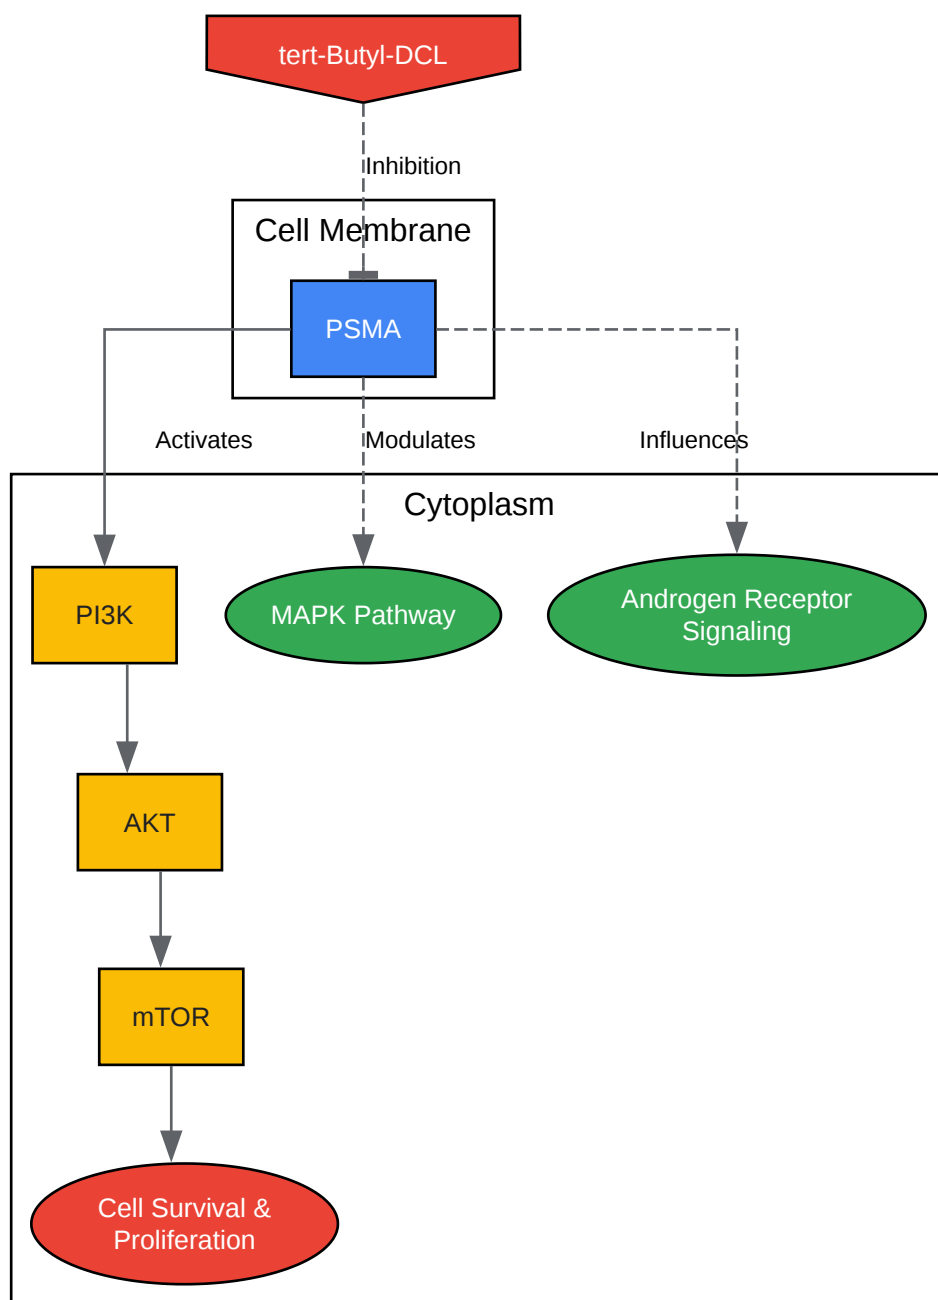 tert-Butyl-DCL
Inhibition
Cell Membrane
PSMA
Activates
Modulates
Influences
Cytoplasm
PI3K
MAPK Pathway
Androgen Receptor
Signaling
AKT
mTOR
Cell Survival &
Proliferation